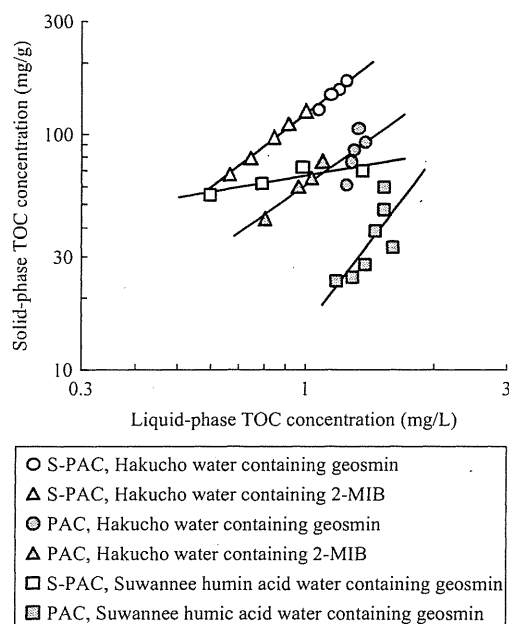 300
100
30
10
Solid-phase TOC concentration (mg/g)
0.3
1
3
Liquid-phase TOC concentration (mg/L)
S-PAC, Hakucho water containing geosmin
S-PAC, Hakucho water containing 2-MIB
PAC, Hakucho water containing geosmin
PAC, Hakucho water containing 2-MIB
S-PAC, Suwannee humin acid water containing geosmin
PAC, Suwannee humic acid water containing geosmin